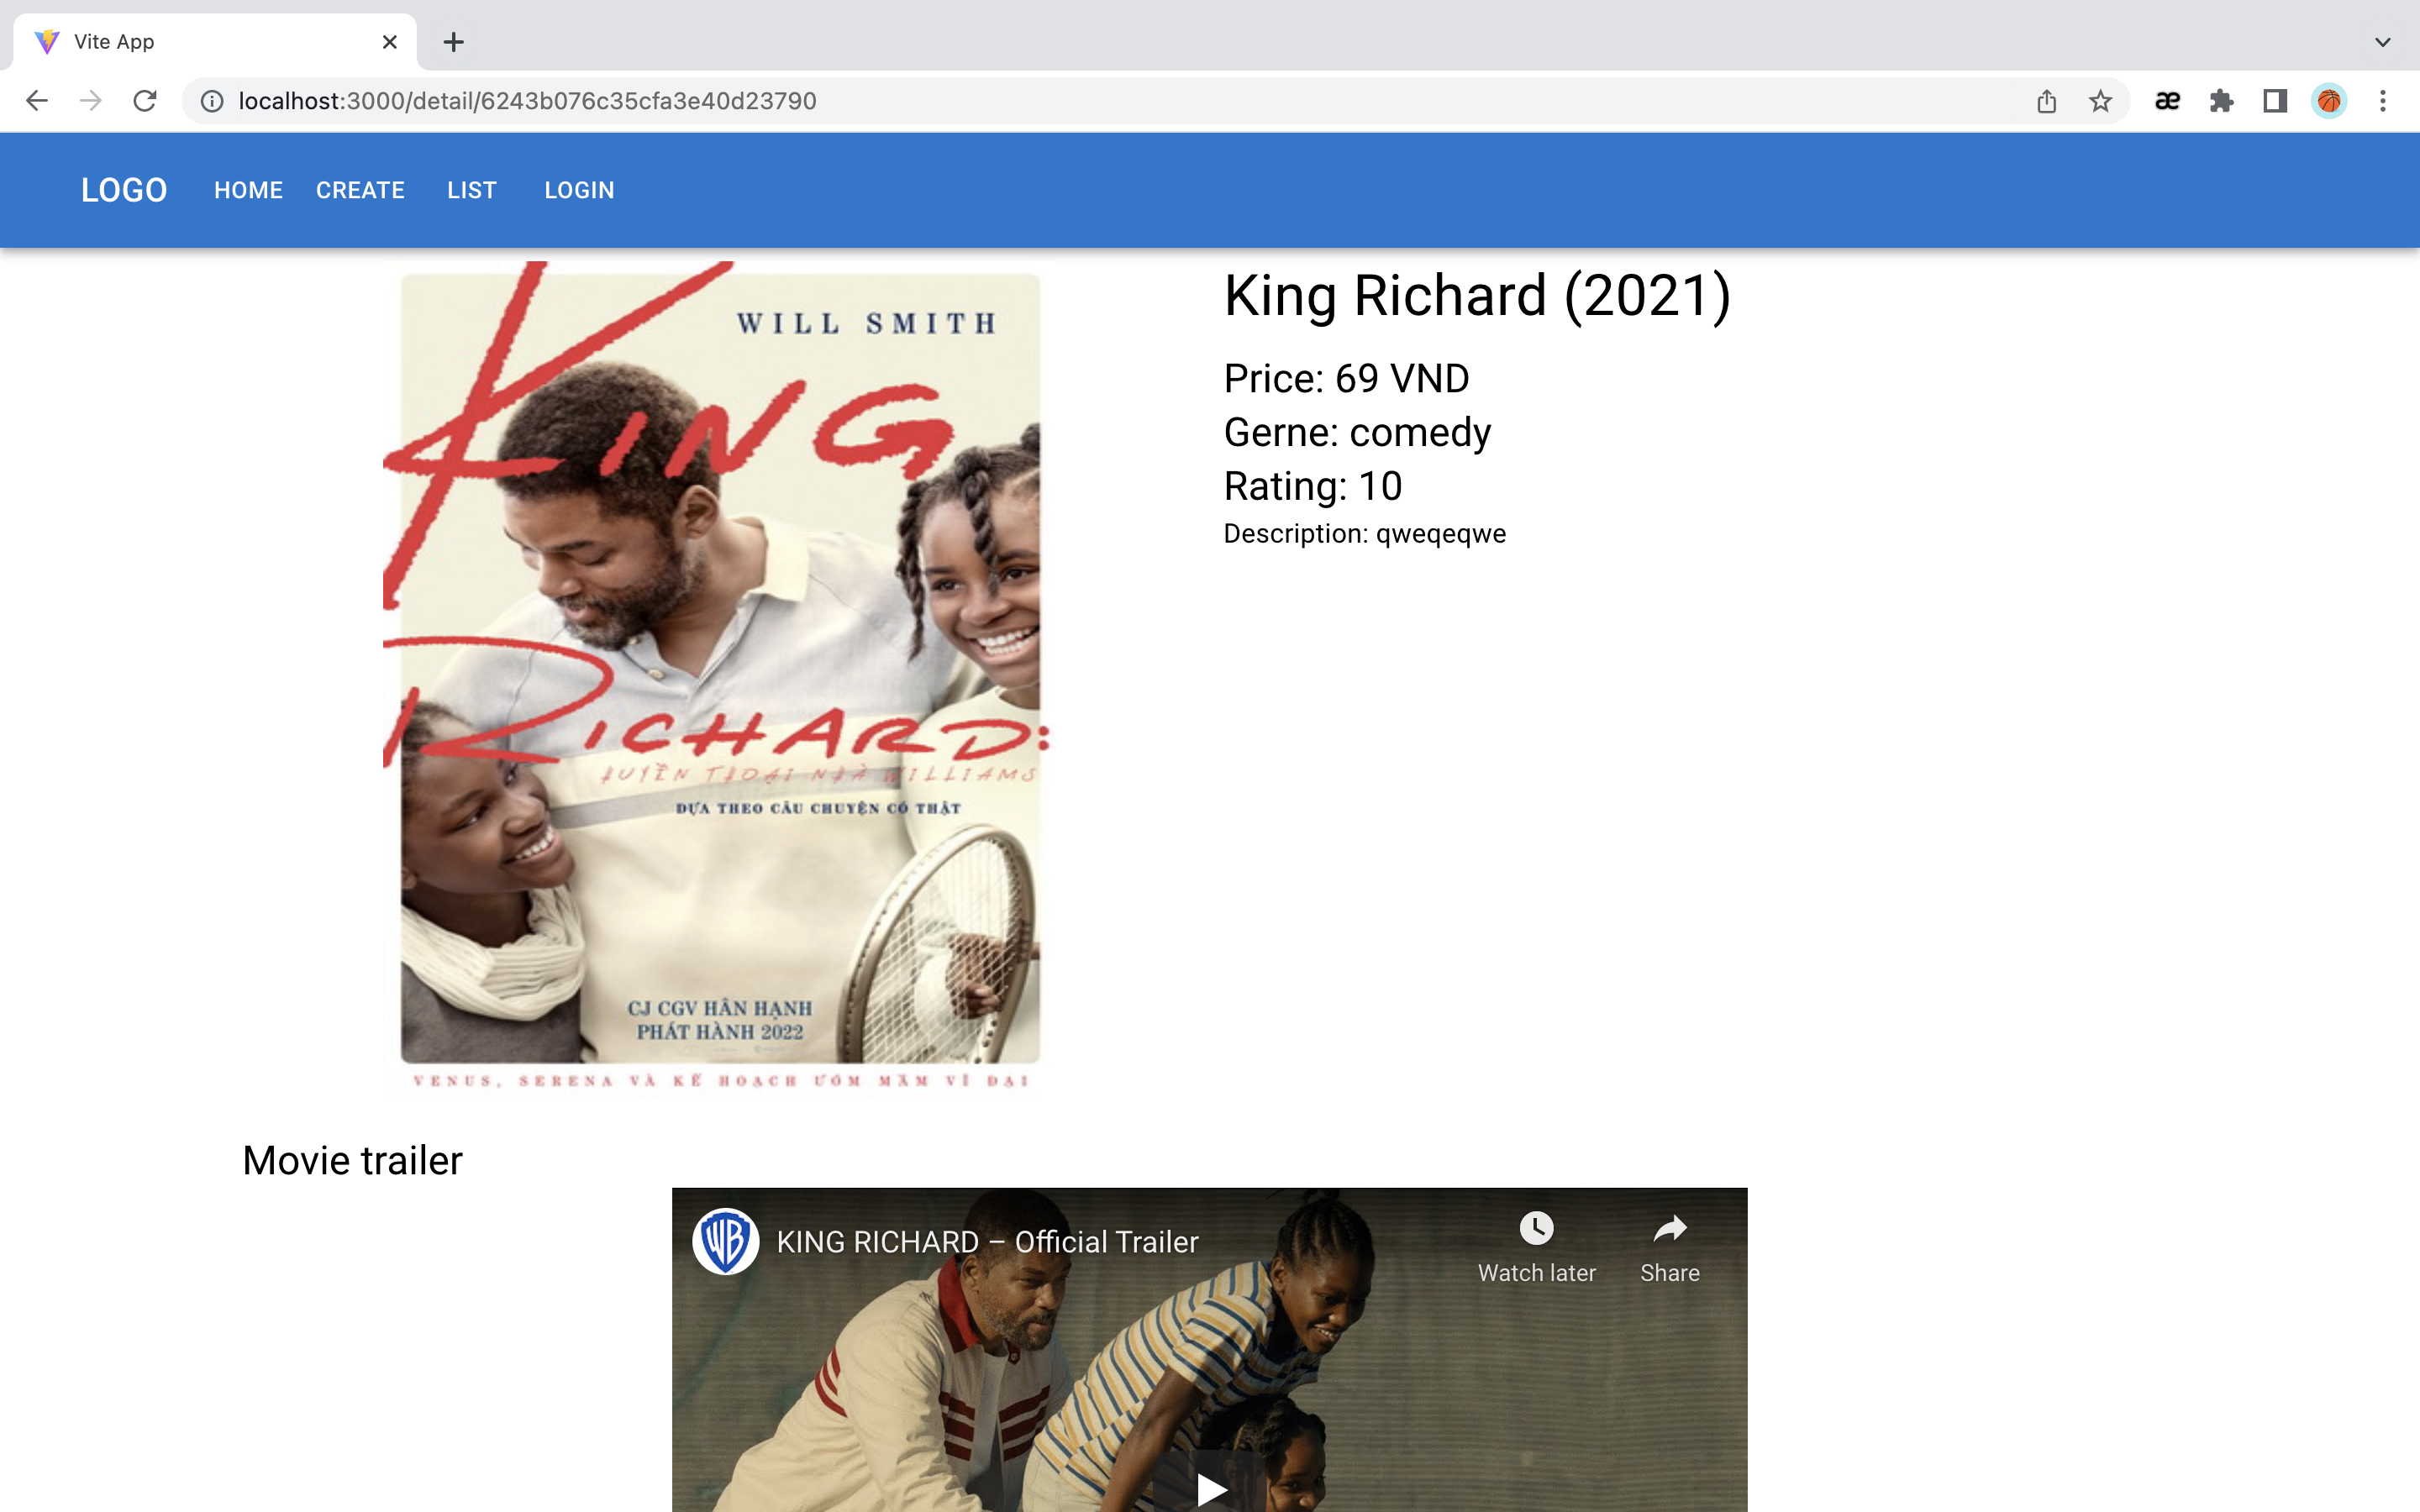 Vite App
localhost:3000/detail/6243b076c35cfa3e40d23790
æ
LOGO HOME CREATE LIST LOGIN
WILL SMITH
KING
RICHARD:
HUYỀN THOẠI NHÀ WILLIAMS
DỰA THEO CÂU CHUYỆN CÓ THẬT
CJ CGV HÂN HẠNH
PHÁT HÀNH 2022
VENUS, SERENA VÀ KẾ HOẠCH ƯƠM MẦM VĨ ĐẠI
King Richard (2021)
Price: 69 VND
Gerne: comedy
Rating: 10
Description: qweqeqwe
Movie trailer
WB
KING RICHARD – Official Trailer
Watch later
Share